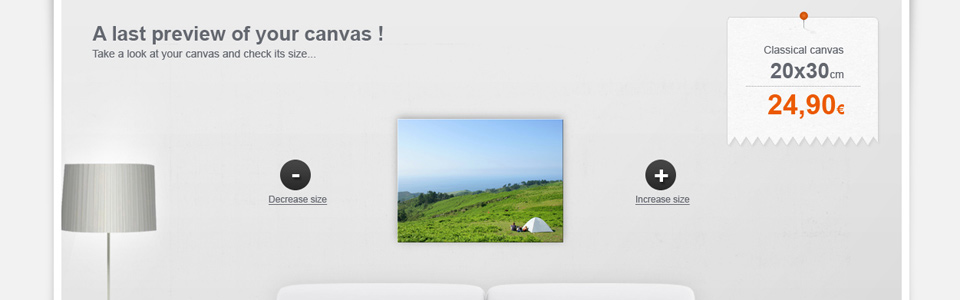 A last preview of your canvas !
Take a look at your canvas and check its size...
Classical canvas
20x30cm
24,90€
-
+
Decrease size
Increase size